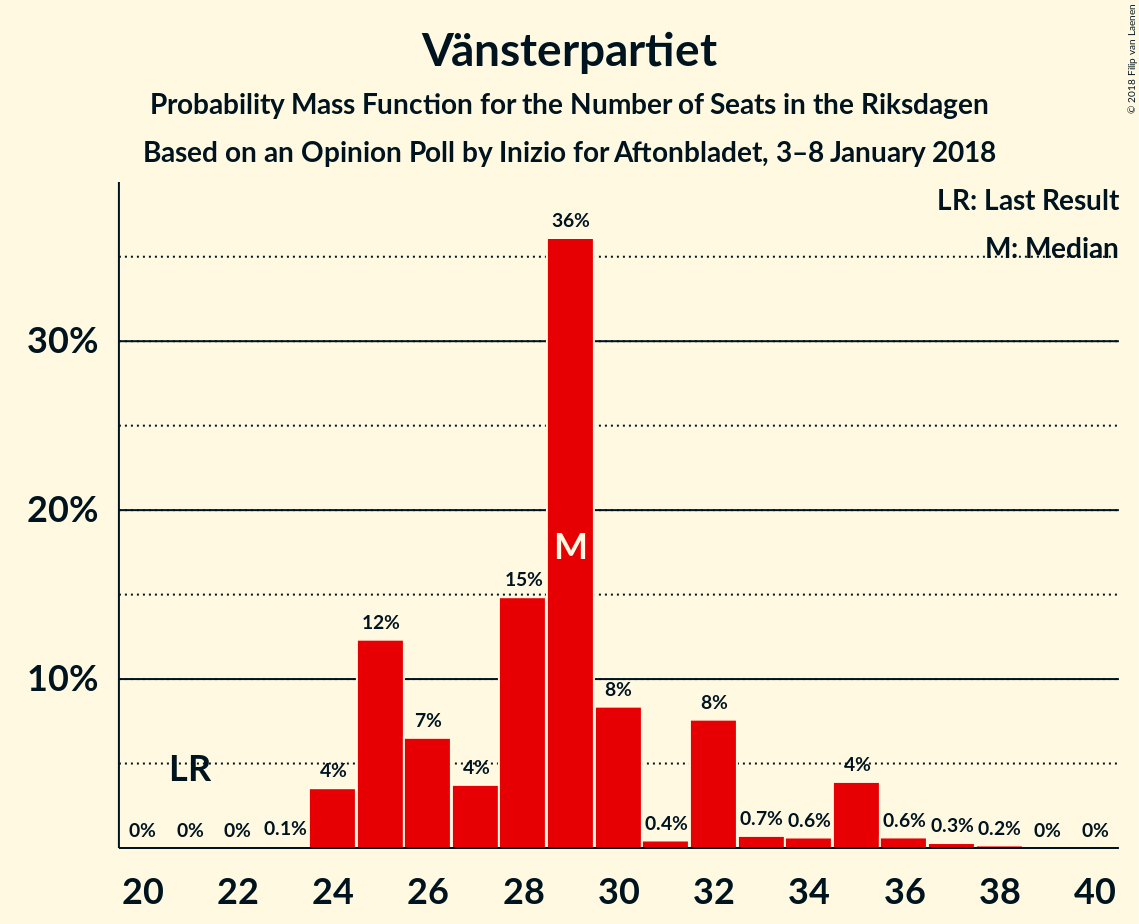 Vänsterpartiet
Probability Mass Function for the Number of Seats in the Riksdagen
Based on an Opinion Poll by Inizio for Aftonbladet, 3–8 January 2018
© 2018 Filip van Laenen
LR: Last Result
M: Median
30%
20%
10%
0% 0% 0% 0.1% 4% 12% 7% 4% 15% 36% 8% 0.4% 8% 0.7% 0.6% 4% 0.6% 0.3% 0.2% 0% 0%
LR
M
20 22 24 26 28 30 32 34 36 38 40